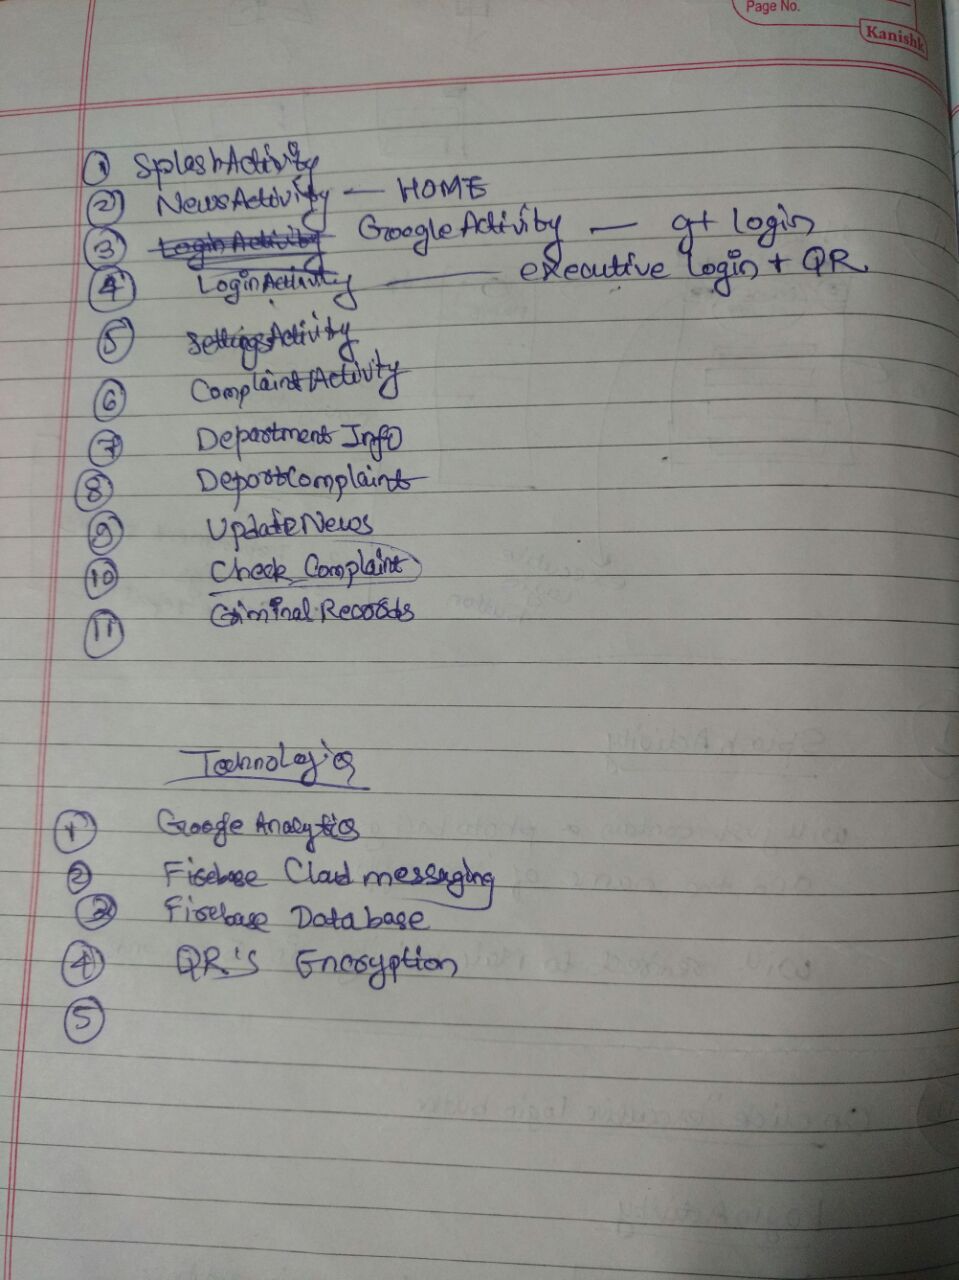 Page No.
Kanishk
1 SplashActivity
2 NewsActivity — HOME
3 LoginActivity GoogleActivity — g+ login
4 LoginActivity — executive login + QR
5 SettingsActivity
6 ComplaintActivity
7 Department Info
8 DeportComplaint
9 UpdateNews
10 Check Complaint
11 Criminal Records
Technologies
1 Google Analytics
2 Firebase Cloud messaging
3 Firebase Database
4 QR's Encryption
5